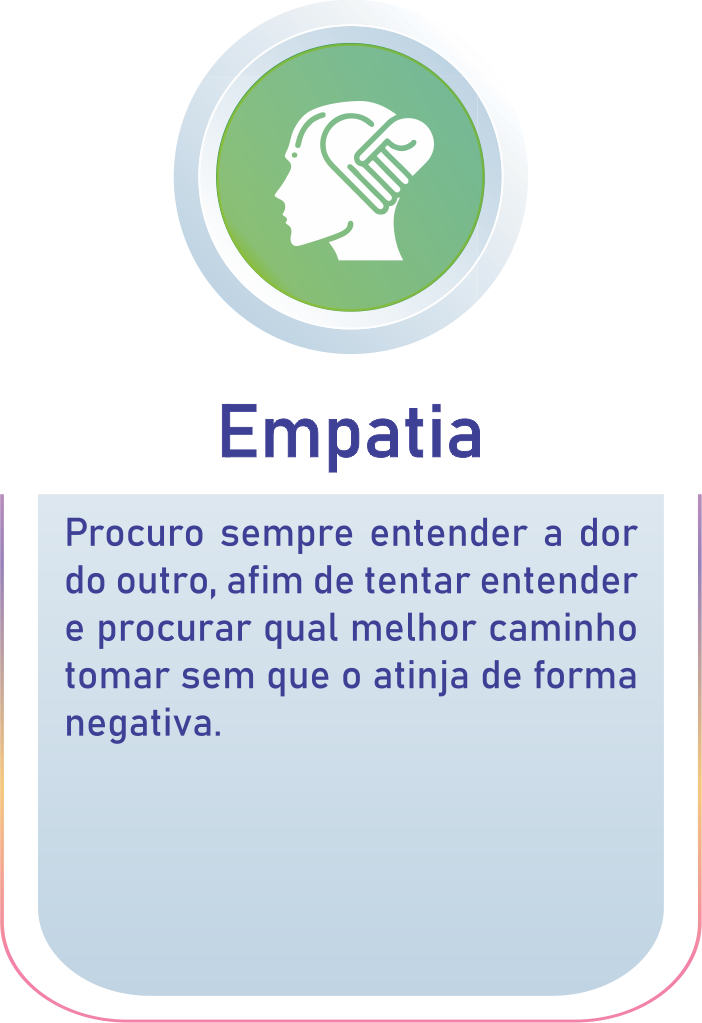 Empatia
Procuro sempre entender a dor
do outro, afim de tentar entender
e procurar qual melhor caminho
tomar sem que o atinja de forma
negativa.